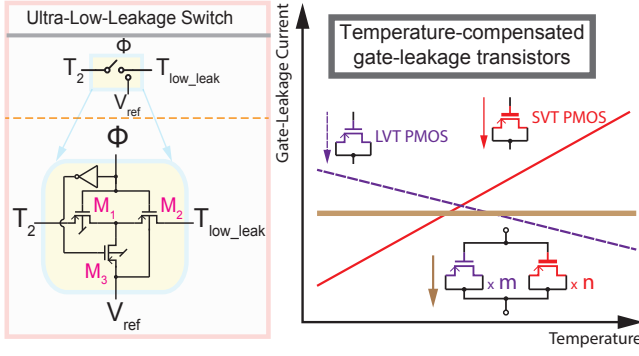 Ultra-Low-Leakage Switch
Φ
T2 Tlow_leak
Vref
Φ
M1 M2
T2 Tlow_leak
M3
Vref
Gate-Leakage Current
Temperature-compensated
gate-leakage transistors
LVT PMOS
SVT PMOS
x m x n
Temperature